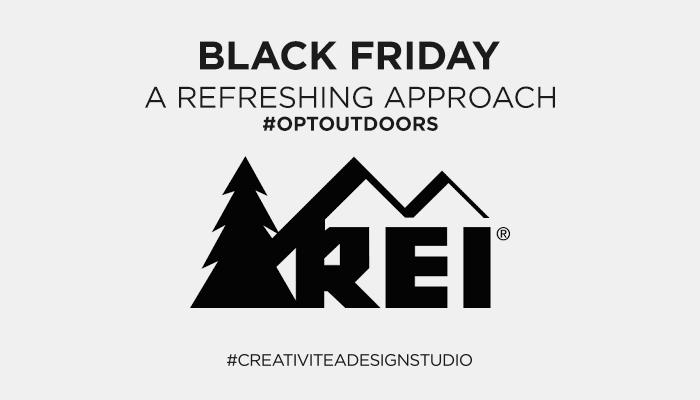 BLACK FRIDAY
A REFRESHING APPROACH
#OPTOUTDOORS
REI®
#CREATIVITEADESIGNSTUDIO